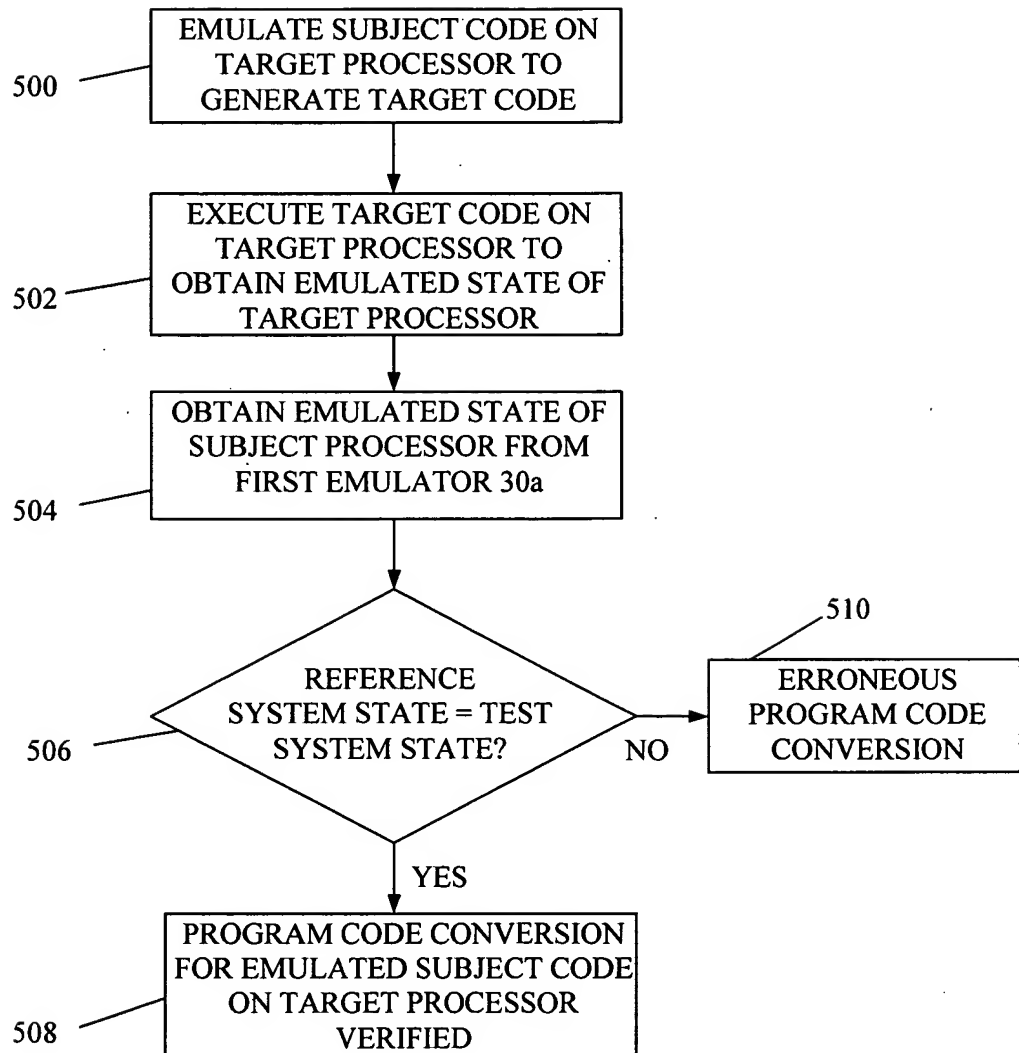 500
EMULATE SUBJECT CODE ON
TARGET PROCESSOR TO
GENERATE TARGET CODE
502
EXECUTE TARGET CODE ON
TARGET PROCESSOR TO
OBTAIN EMULATED STATE OF
TARGET PROCESSOR
504
OBTAIN EMULATED STATE OF
SUBJECT PROCESSOR FROM
FIRST EMULATOR 30a
506
REFERENCE
SYSTEM STATE = TEST
SYSTEM STATE?
NO
510
ERRONEOUS
PROGRAM CODE
CONVERSION
YES
508
PROGRAM CODE CONVERSION
FOR EMULATED SUBJECT CODE
ON TARGET PROCESSOR
VERIFIED